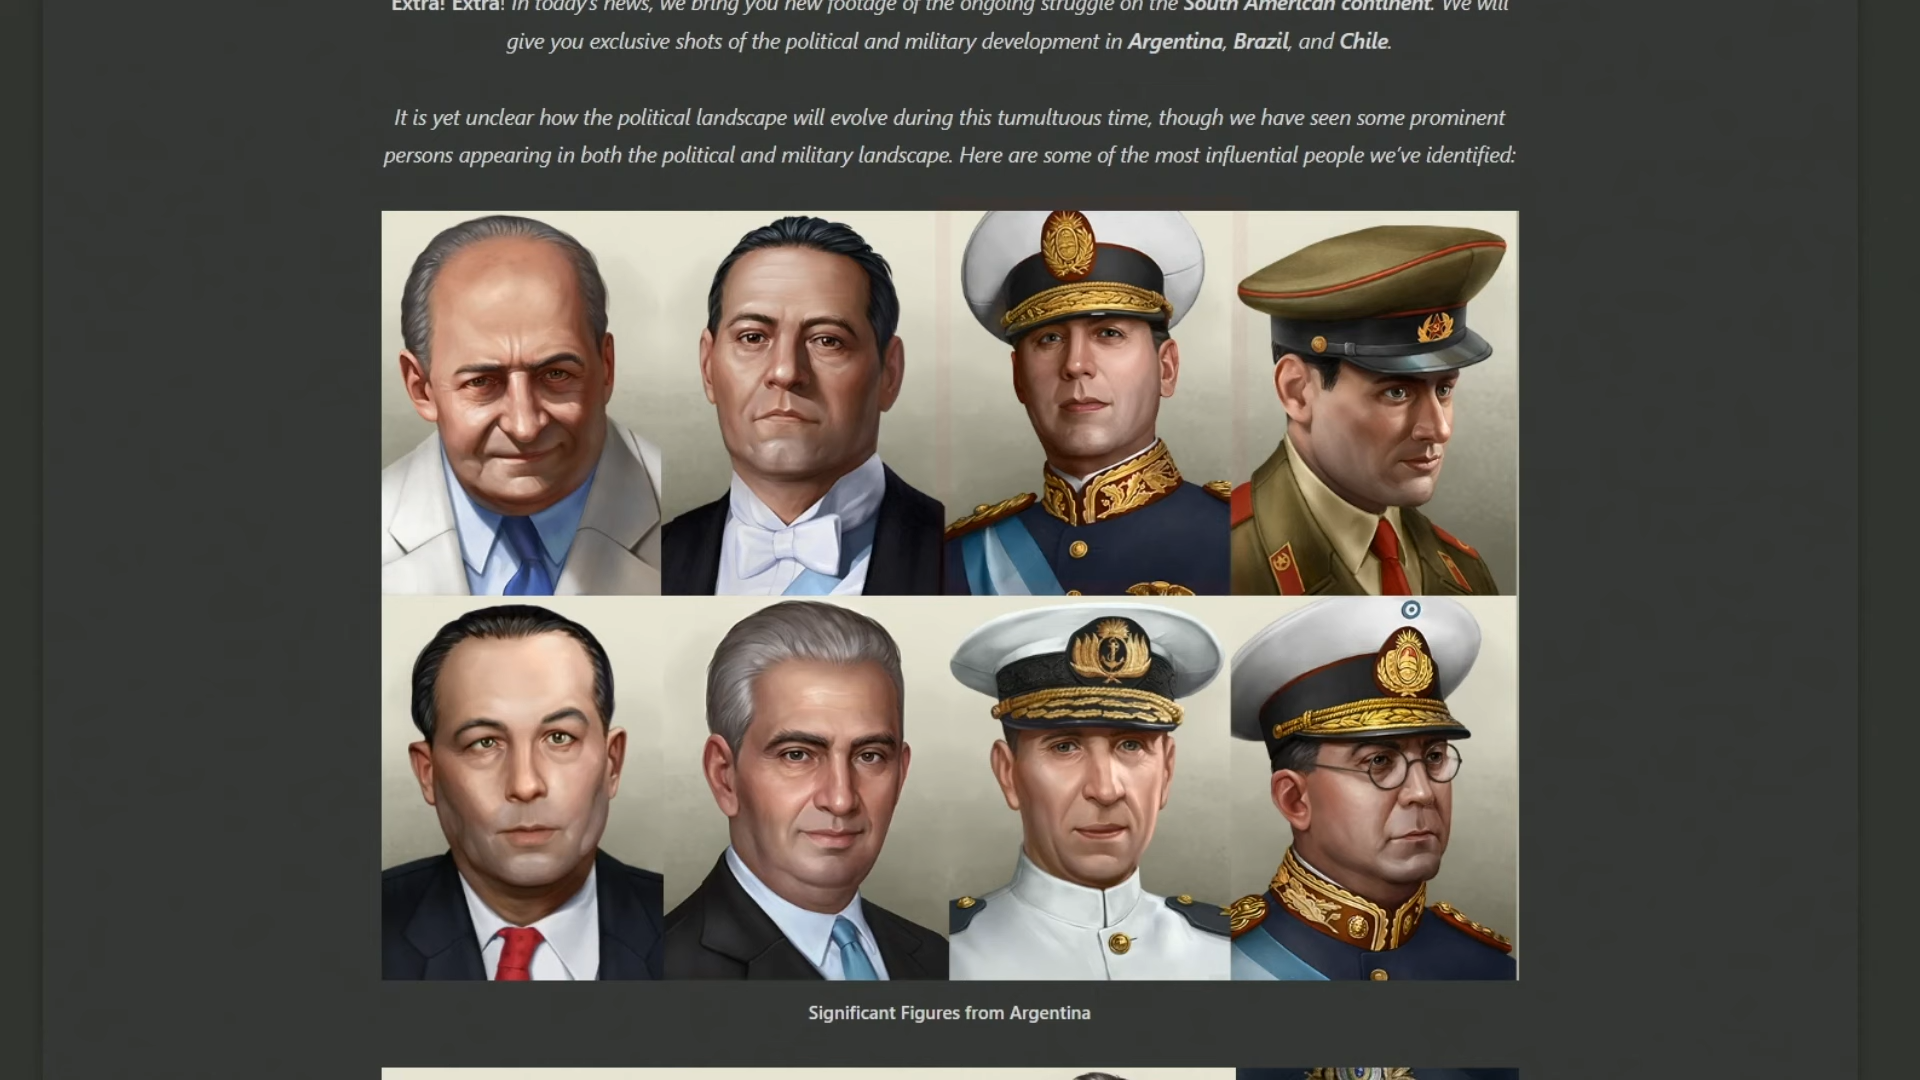 Extra! Extra! In today's news, we bring you new footage of the ongoing struggle on the South American continent. We will
give you exclusive shots of the political and military development in Argentina, Brazil, and Chile.
It is yet unclear how the political landscape will evolve during this tumultuous time, though we have seen some prominent
persons appearing in both the political and military landscape. Here are some of the most influential people we've identified:
Significant Figures from Argentina